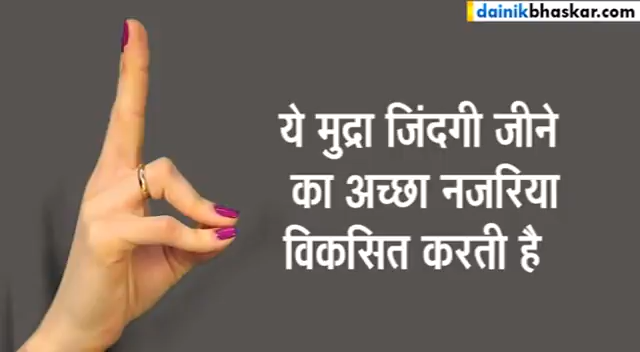 dainikbhaskar.com
ये मुद्रा जिंदगी जीने
का अच्छा नजरिया
विकसित करती है